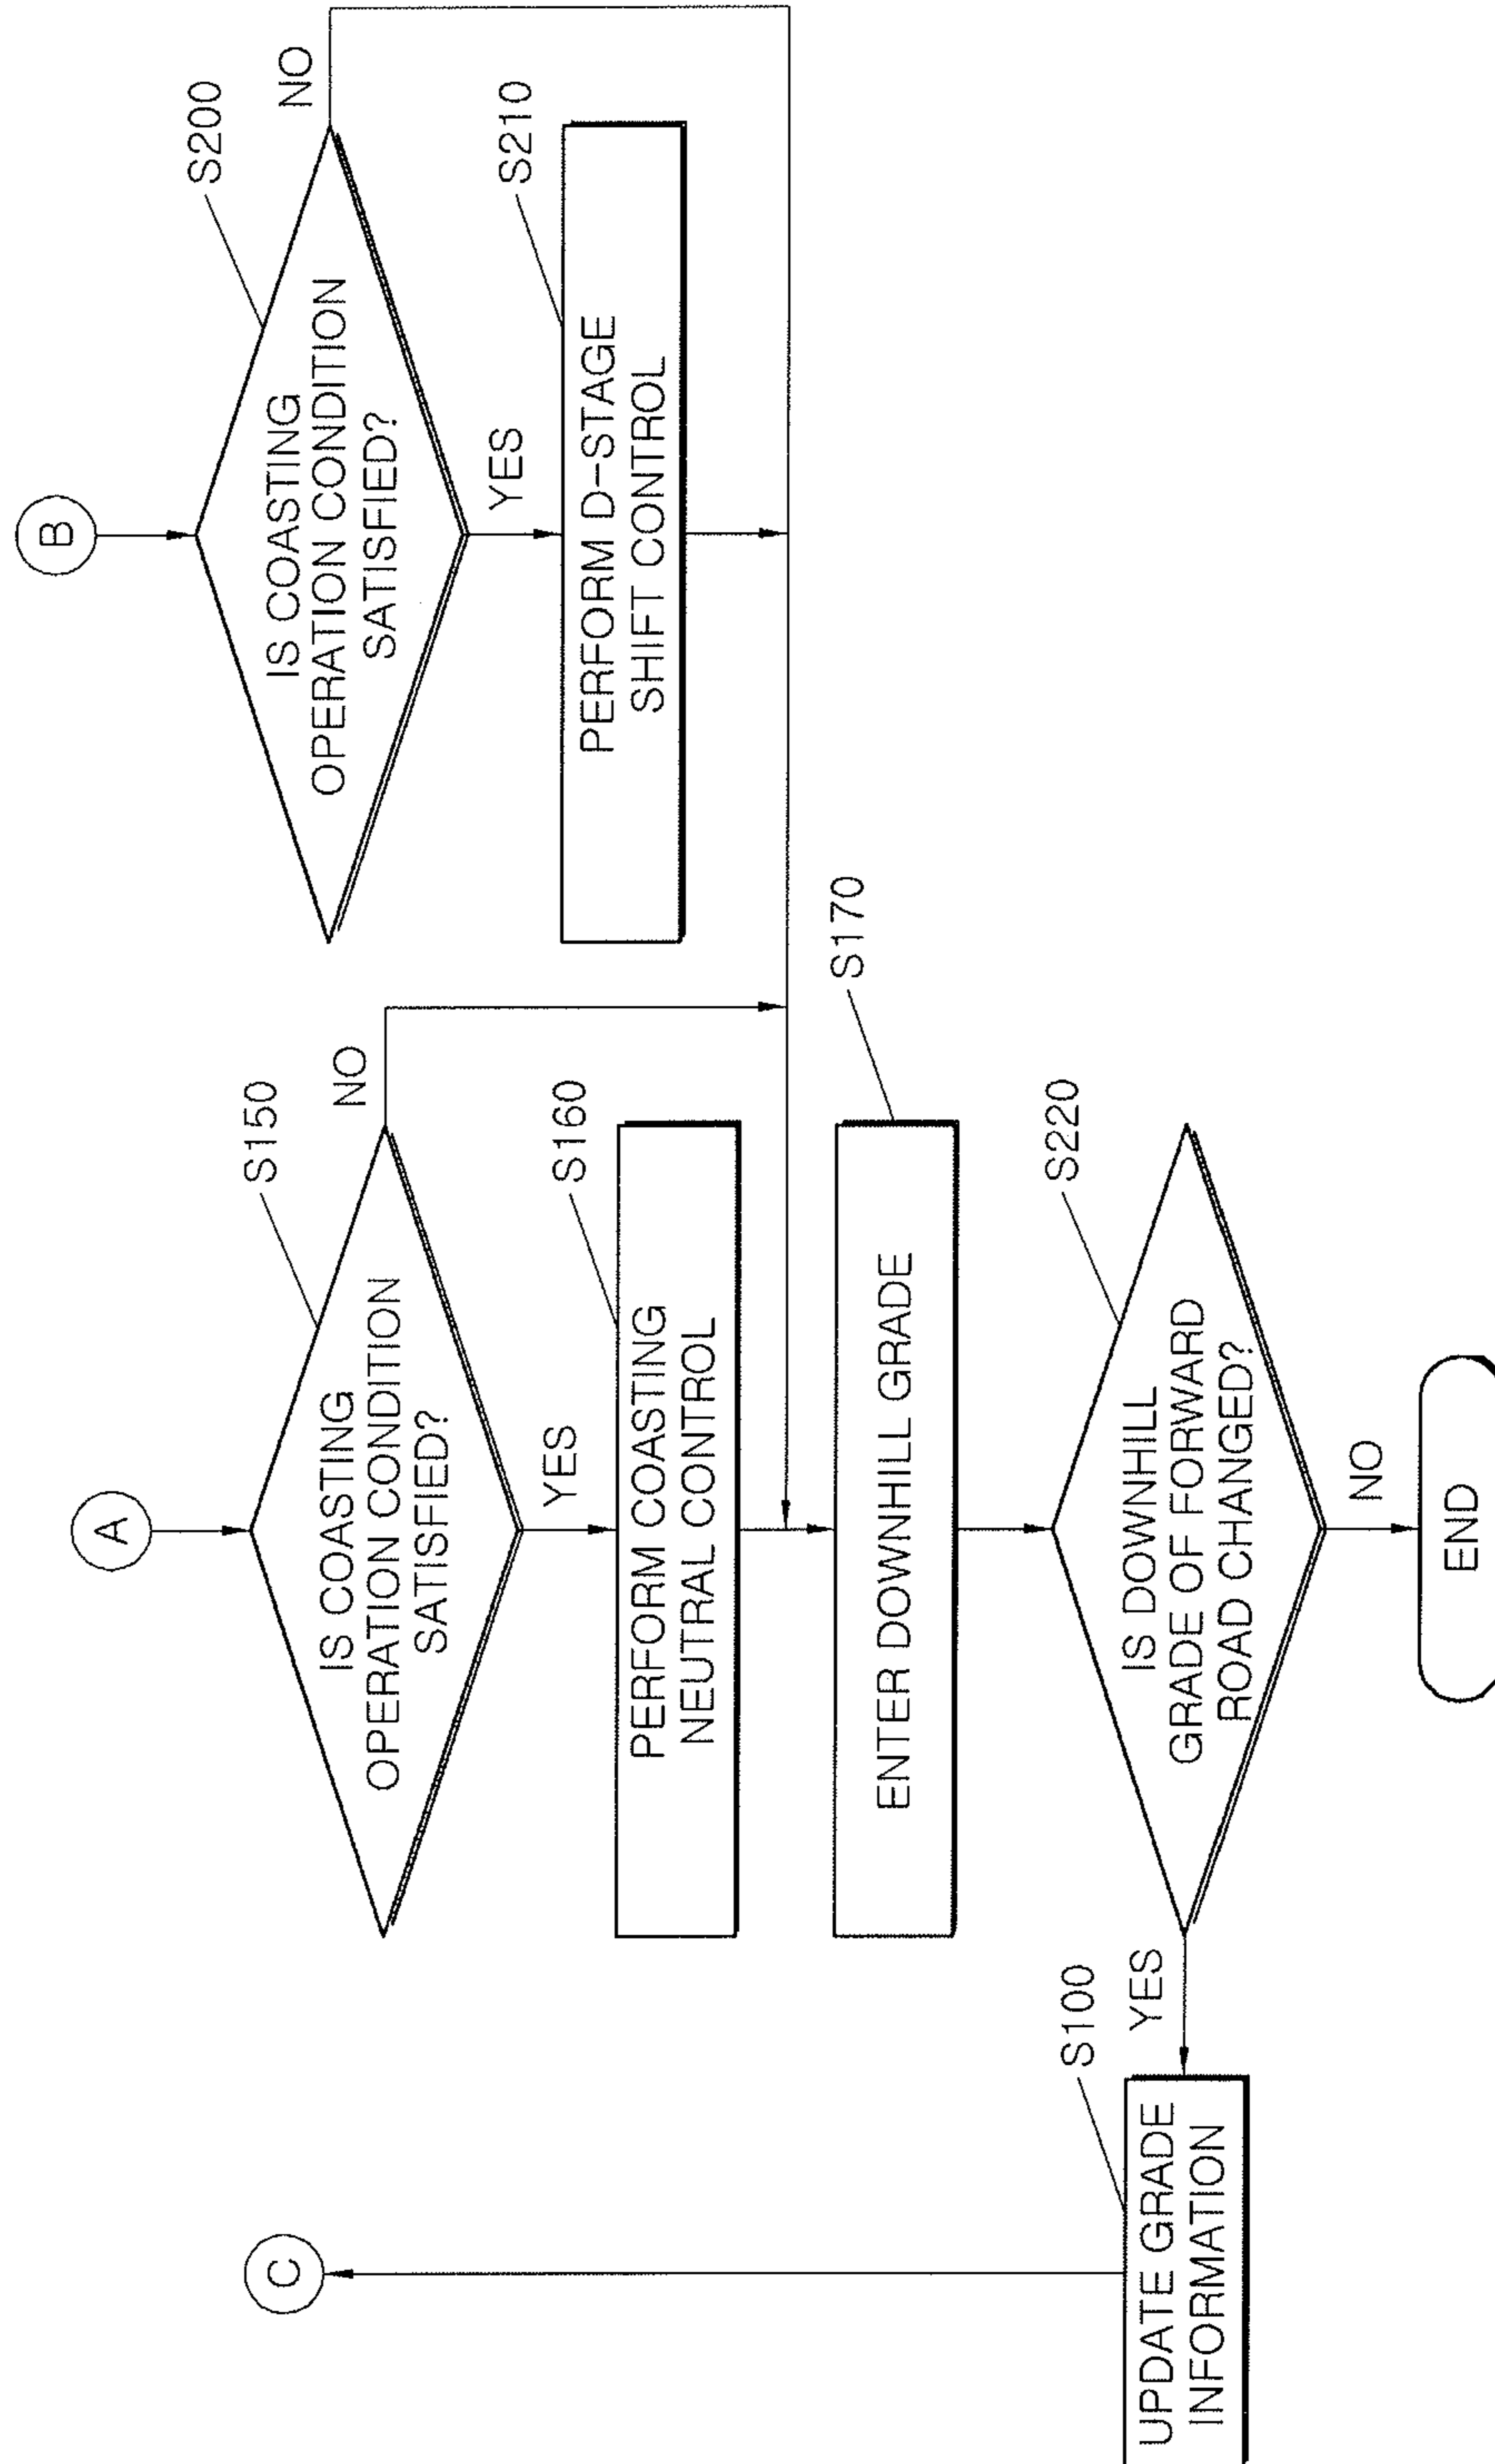 A
B
C
IS COASTING
OPERATION CONDITION
SATISFIED?
S150
NO
YES
PERFORM COASTING
NEUTRAL CONTROL
S160
IS COASTING
OPERATION CONDITION
SATISFIED?
S200
NO
YES
PERFORM D-STAGE
SHIFT CONTROL
S210
ENTER DOWNHILL GRADE
S170
IS DOWNHILL
GRADE OF FORWARD
ROAD CHANGED?
S220
YES
NO
UPDATE GRADE
INFORMATION
S100
END